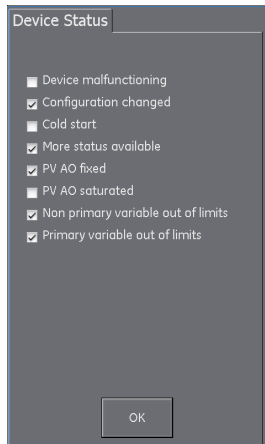 Device Status
Device malfunctioning
Configuration changed
Cold start
More status available
PV AO fixed
PV AO saturated
Non primary variable out of limits
Primary variable out of limits
OK